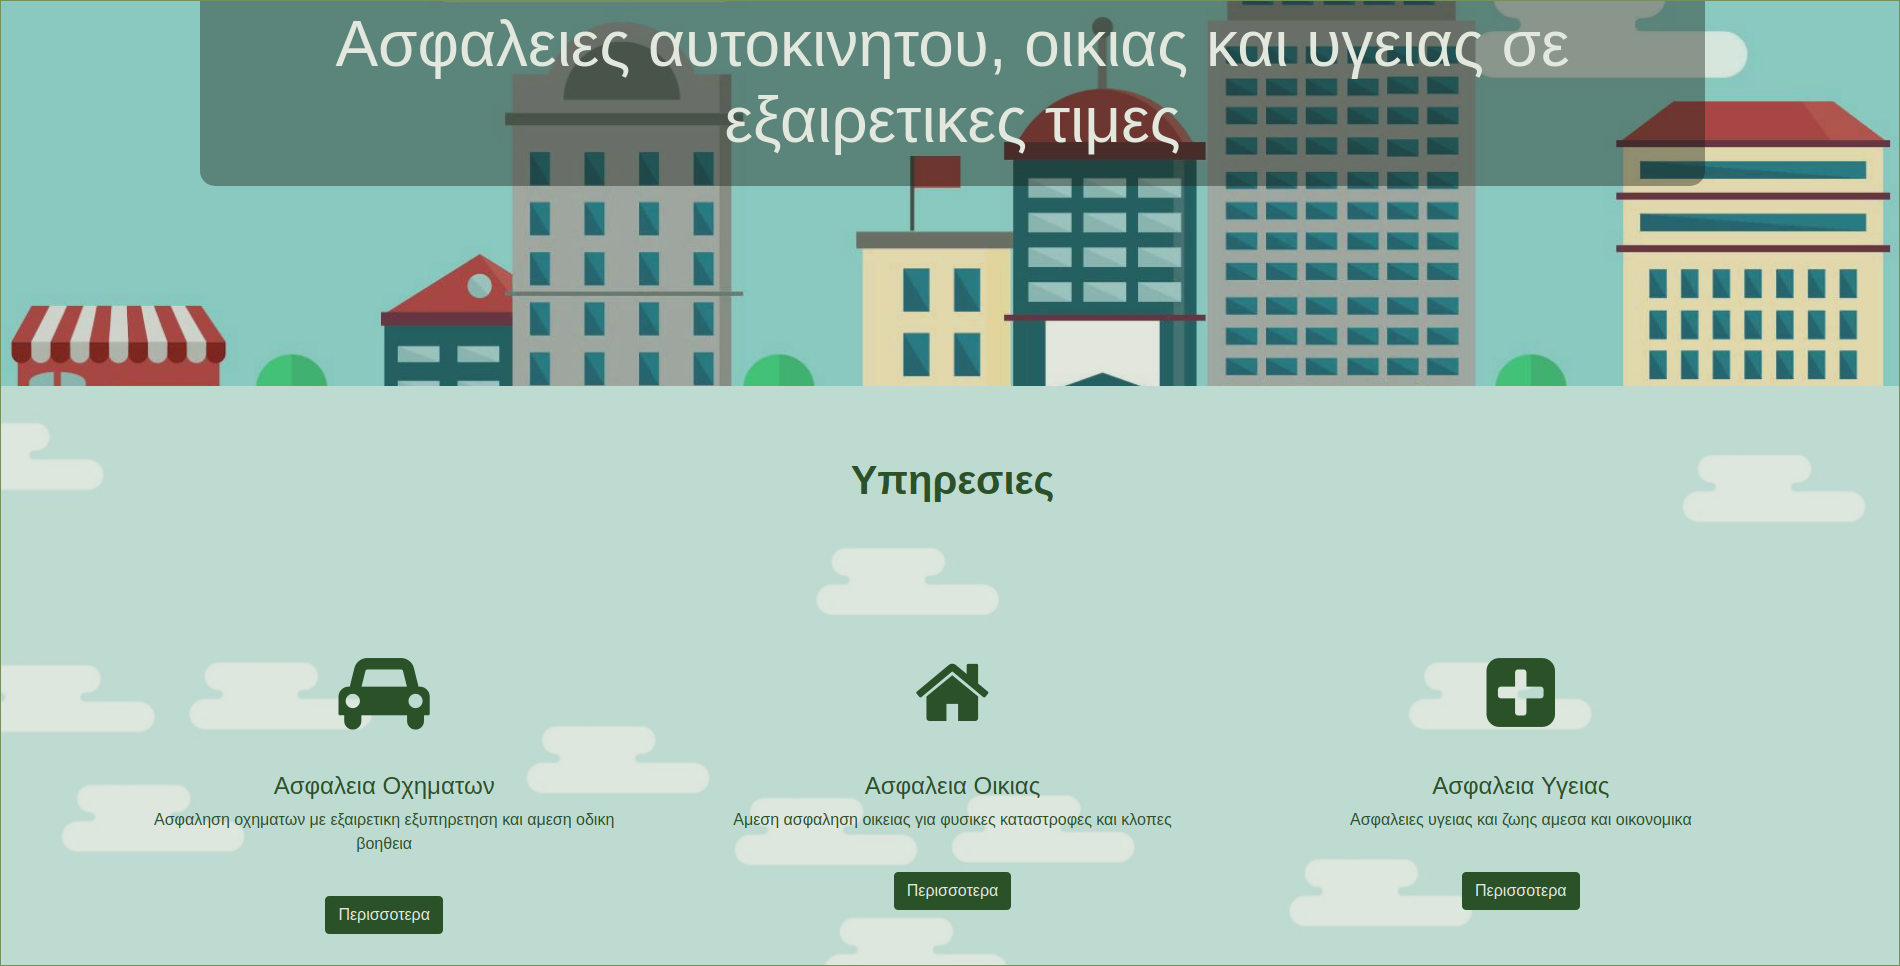 Ασφαλειες αυτοκινητου, οικιας και υγειας σε
εξαιρετικες τιμες
Υπηρεσιες
Ασφαλεια Οχηματων
Ασφαληση οχηματων με εξαιρετικη εξυπηρετηση και αμεση οδικη
βοηθεια
Περισσοτερα
Ασφαλεια Οικιας
Αμεση ασφαληση οικειας για φυσικες καταστροφες και κλοπες
Περισσοτερα
Ασφαλεια Υγειας
Ασφαλειες υγειας και ζωης αμεσα και οικονομικα
Περισσοτερα